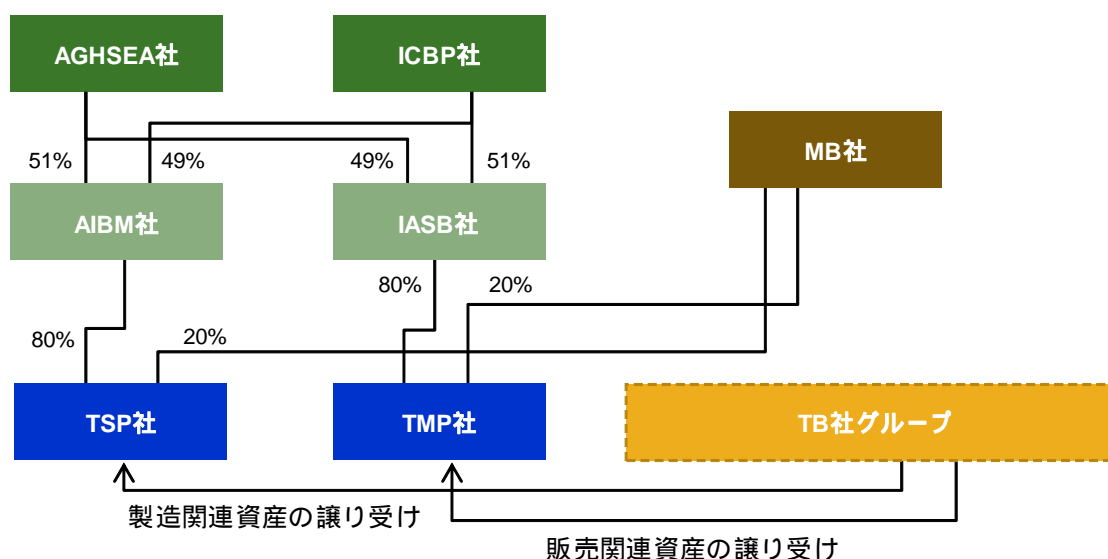 AGHSEA社
ICBP社
MB社
51%
49%
49%
51%
AIBM社
IASB社
80%
20%
80%
20%
TSP社
TMP社
TB社グループ
製造関連資産の譲り受け
販売関連資産の譲り受け